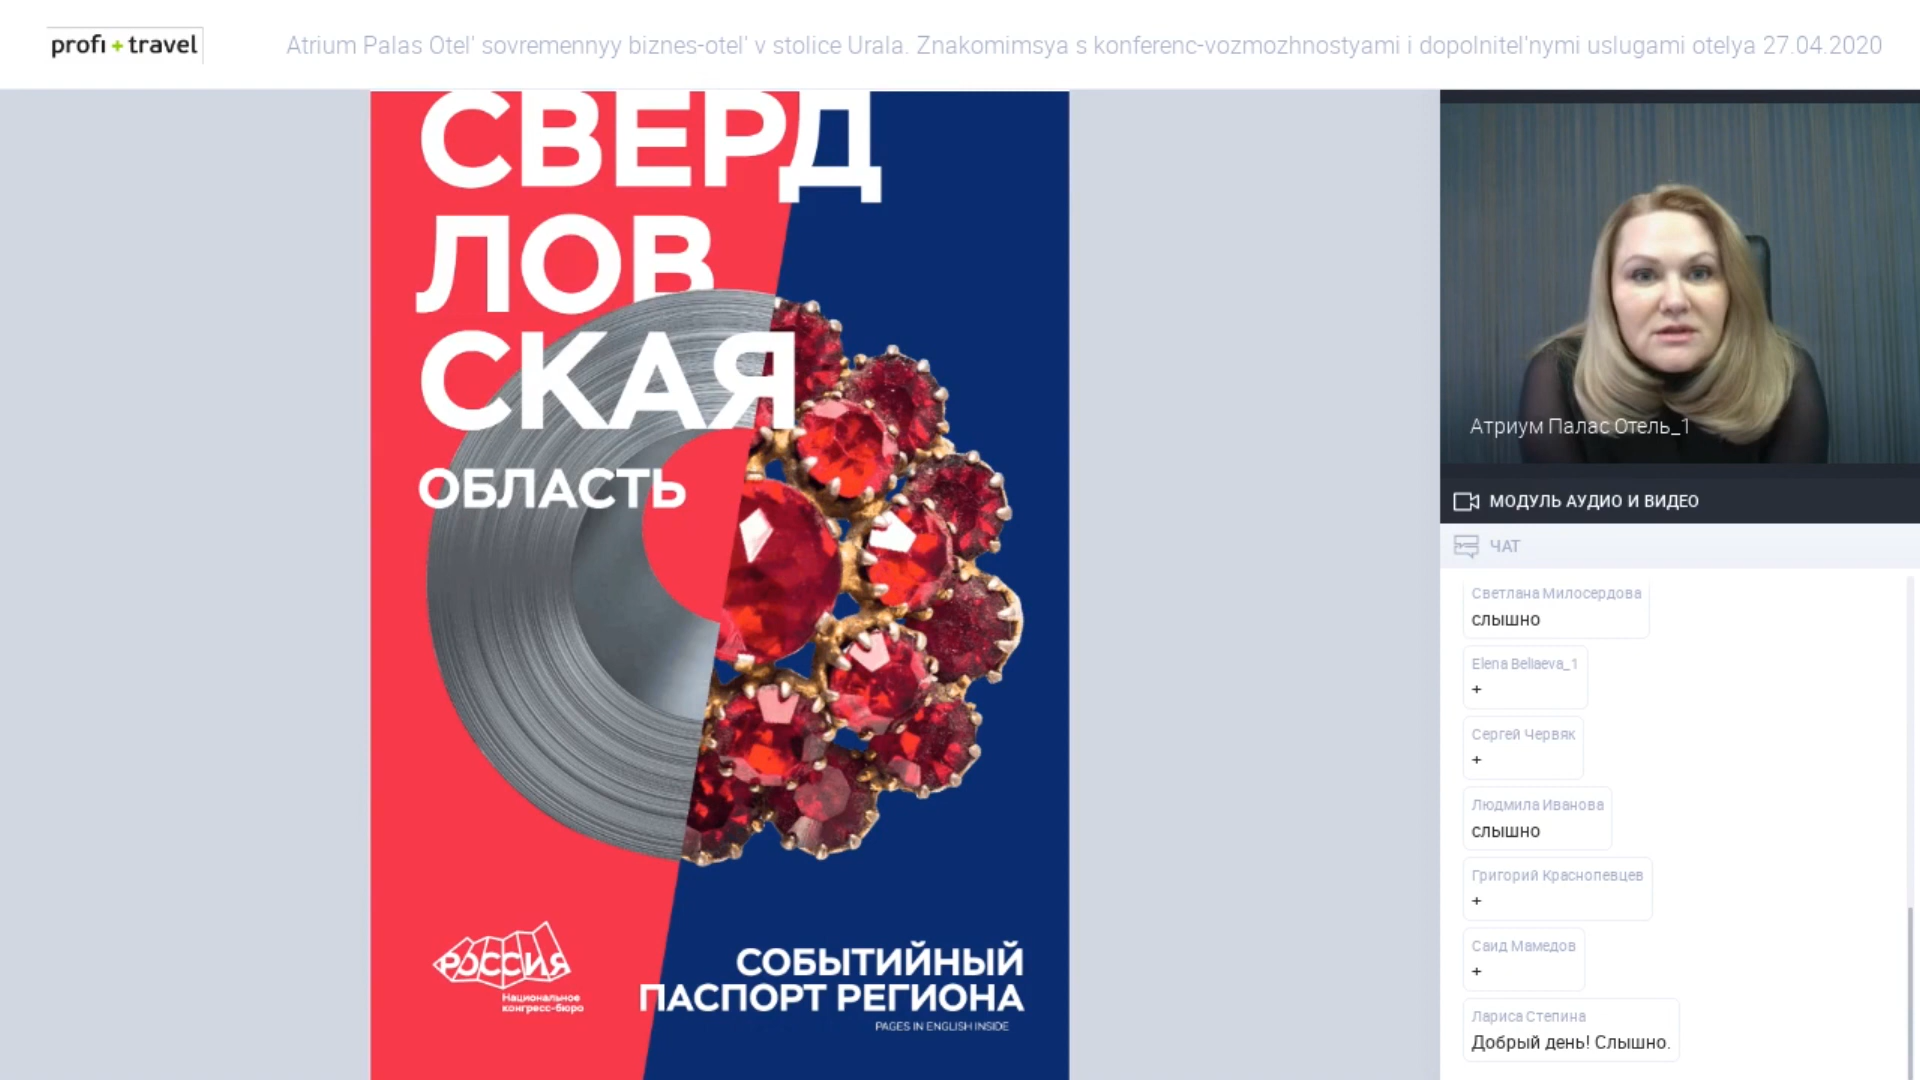 profi + travel
Atrium Palas Otel' sovremennyy biznes-otel' v stolice Urala. Znakomimsya s konferenc-vozmozhnostyami i dopolnitel'nymi uslugami otelya 27.04.2020
СВЕРД
ЛОВ
СКАЯ
ОБЛАСТЬ
РОССИЯ
Национальное
конгресс-бюро
СОБЫТИЙНЫЙ
ПАСПОРТ РЕГИОНА
PAGES IN ENGLISH INSIDE
Атриум Палас Отель_1
МОДУЛЬ АУДИО И ВИДЕО
ЧАТ
Светлана Милосердова
слышно
Elena Beliaeva_1
+
Сергей Червяк
+
Людмила Иванова
слышно
Григорий Краснопевцев
+
Саид Мамедов
+
Лариса Степина
Добрый день! Слышно.